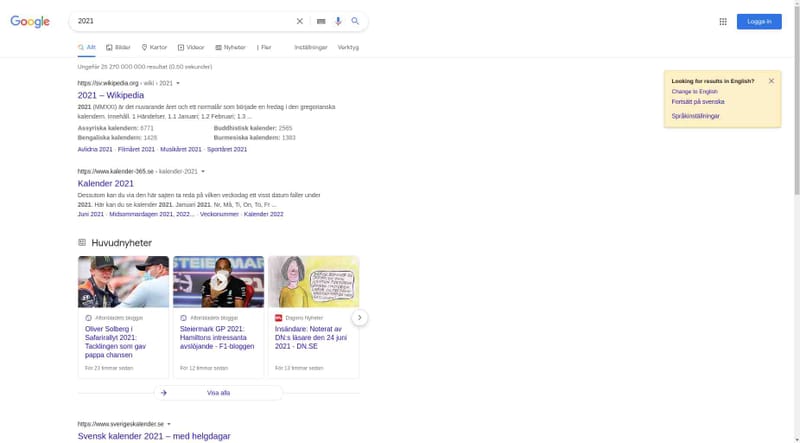 Google
2021
Logga in
Allt
Bilder
Kartor
Videor
Nyheter
Fler
Inställningar
Verktyg
Ungefär 25 270 000 000 resultat (0,60 sekunder)
https://sv.wikipedia.org › wiki › 2021
2021 – Wikipedia
2021 (MMXXI) är det nuvarande året och ett normalår som började en fredag i den gregorianska
kalendern. Innehåll. 1 Händelser. 1.1 Januari; 1.2 Februari; 1.3 ...
Assyriska kalendern: 6771
Buddhistisk kalender: 2565
Bengaliska kalendern: 1428
Burmesiska kalendern: 1383
Avlidna 2021 · Filmåret 2021 · Musikåret 2021 · Sportåret 2021
https://www.kalender-365.se › kalender-2021
Kalender 2021
Dessutom kan du via den här sajten ta reda på vilken veckodag ett visst datum faller under
2021. Här kan du se kalender 2021. Januari 2021. Nr, Må, Ti, On, To, Fr ...
Juni 2021 · Midsommardagen 2021, 2022... · Veckonummer · Kalender 2022
Huvudnyheter
Aftonbladets bloggar
Oliver Solberg i
Safarirallyt 2021:
Tacklingen som gav
pappa chansen
För 23 timmar sedan
Aftonbladets bloggar
Steiermark GP 2021:
Hamiltons intressanta
avslöjande - F1-bloggen
För 12 timmar sedan
Dagens Nyheter
Insändare: Noterat av
DN:s läsare den 24 juni
2021 - DN.SE
För 13 timmar sedan
Visa alla
https://www.sverigeskalender.se
Svensk kalender 2021 – med helgdagar
Looking for results in English?
Change to English
Fortsätt på svenska
Språkinställningar